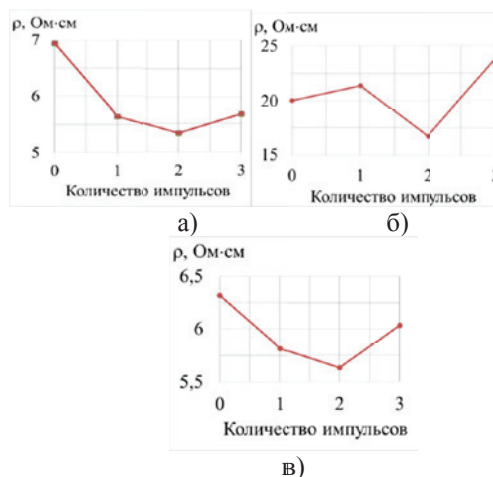 ρ, Ом·см
7
6
5
0 1 2 3
Количество импульсов
а)
ρ, Ом·см
25
20
15
0 1 2
Количество импульсов
б)
ρ, Ом·см
6,5
6
5,5
0 1 2 3
Количество импульсов
в)